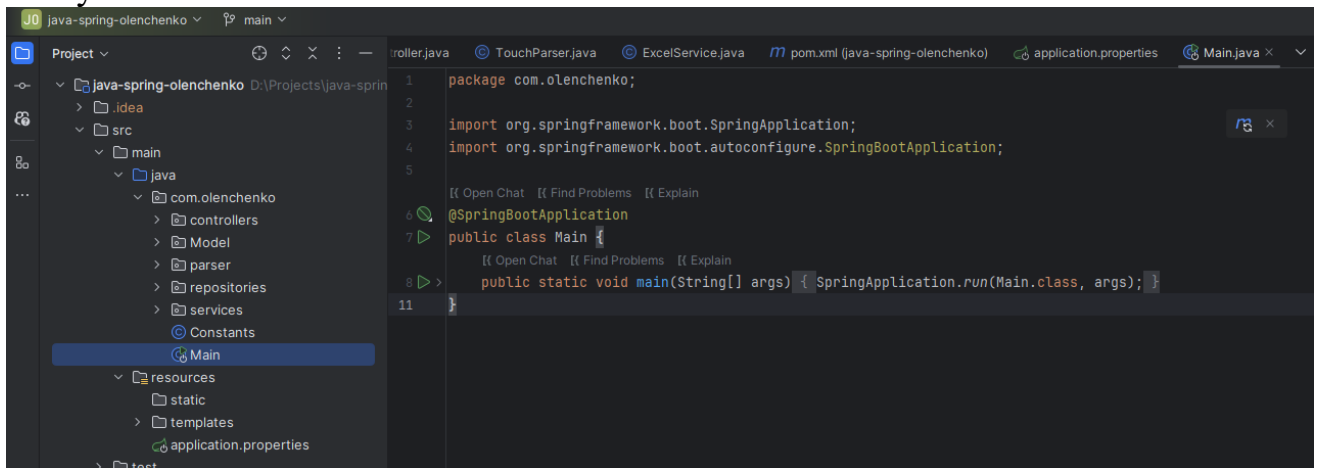 J0 java-spring-olenchenko main
Project
java-spring-olenchenko D:\Projects\java-sprin
.idea
src
main
java
com.olenchenko
controllers
Model
parser
repositories
services
Constants
Main
resources
static
templates
application.properties
test
troller.java TouchParser.java ExcelService.java pom.xml (java-spring-olenchenko) application.properties Main.java
1 package com.olenchenko;
2
3 import org.springframework.boot.SpringApplication;
4 import org.springframework.boot.autoconfigure.SpringBootApplication;
5
Open Chat Find Problems Explain
6 @SpringBootApplication
7 public class Main {
Open Chat Find Problems Explain
8 public static void main(String[] args) { SpringApplication.run(Main.class, args); }
11 }